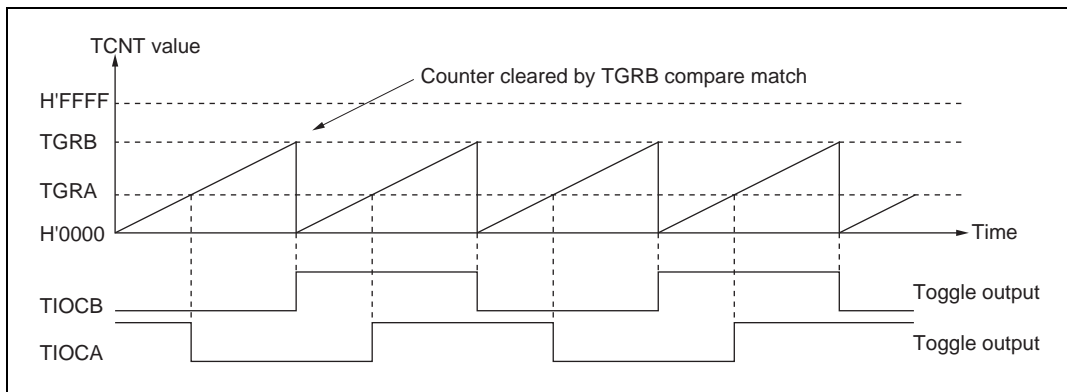 TCNT value
Counter cleared by TGRB compare match
H'FFFF
TGRB
TGRA
H'0000
Time
TIOCB
Toggle output
TIOCA
Toggle output